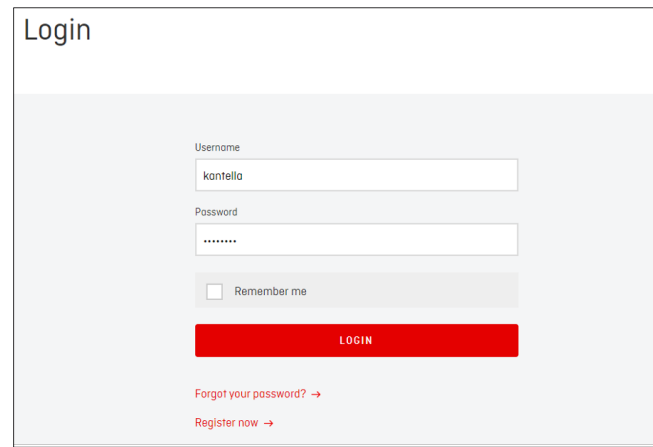 Login
Username
kantella
Password
••••••••
Remember me
LOGIN
Forgot your password? →
Register now →